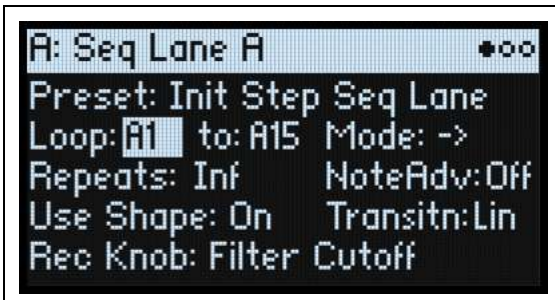 A: Seq Lane A
Preset: Init Step Seq Lane
Loop: A1 to: A15 Mode: ->
Repeats: Inf NoteAdv: Off
Use Shape: On Transitn: Lin
Rec Knob: Filter Cutoff